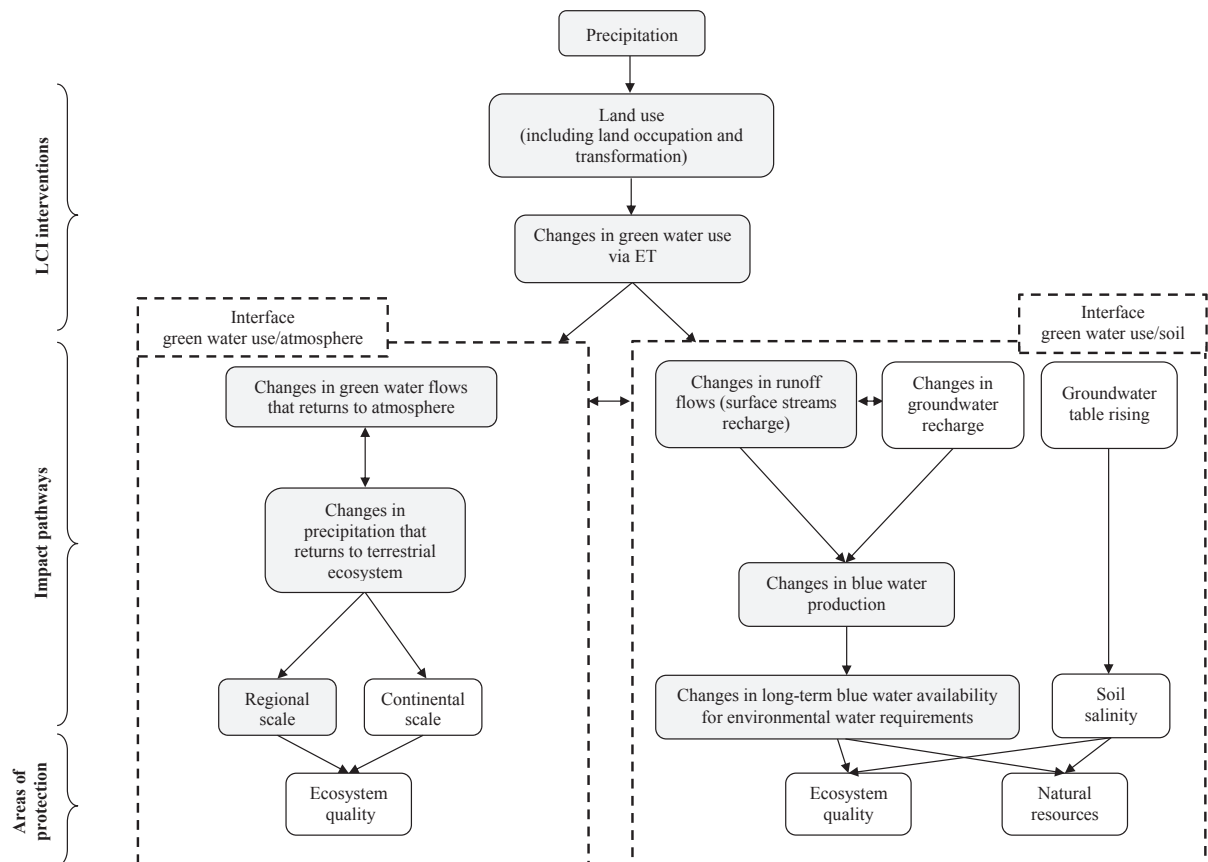 Precipitation
Land use
(including land occupation and
transformation)
Changes in green water use
via ET
LCI interventions
Interface
green water use/atmosphere
Interface
green water use/soil
Changes in green water flows
that returns to atmosphere
Changes in runoff
flows (surface streams
recharge)
Changes in
groundwater
recharge
Groundwater
table rising
Changes in
precipitation that
returns to terrestrial
ecosystem
Impact pathways
Changes in blue water
production
Regional
scale
Continental
scale
Changes in long-term blue water availability
for environmental water requirements
Soil
salinity
Areas of
protection
Ecosystem
quality
Ecosystem
quality
Natural
resources